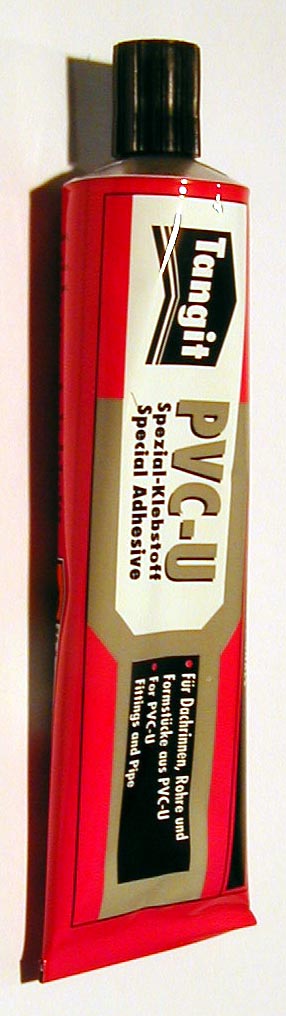 Tangit
PVC-U
Spezial-Klebstoff
Special Adhesive
• Für Dachrinnen, Rohre und
Formstücke aus PVC-U
• For PVC-U
Fittings and Pipe